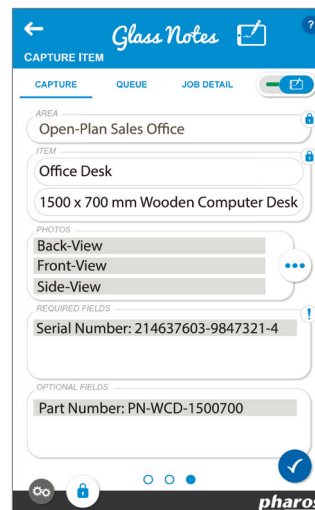 Glass Notes
?
CAPTURE ITEM
CAPTURE QUEUE JOB DETAIL
AREA
Open-Plan Sales Office
ITEM
Office Desk
1500 x 700 mm Wooden Computer Desk
PHOTOS
Back-View
Front-View
Side-View
REQUIRED FIELDS
!
Serial Number: 214637603-9847321-4
OPTIONAL FIELDS
Part Number: PN-WCD-1500700
pharos